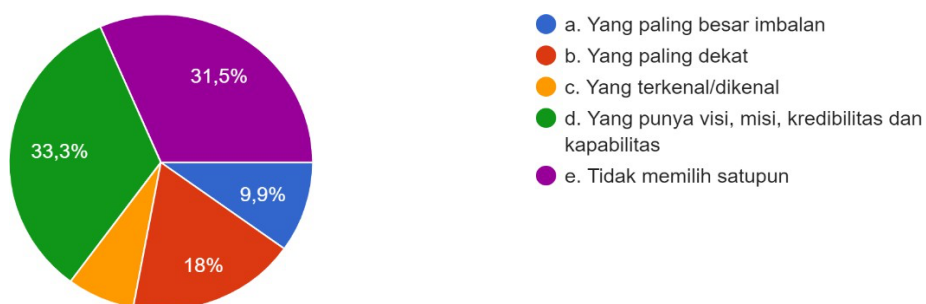 31,5%
33,3%
9,9%
18%
a. Yang paling besar imbalan
b. Yang paling dekat
c. Yang terkenal/dikenal
d. Yang punya visi, misi, kredibilitas dan
kapabilitas
e. Tidak memilih satupun